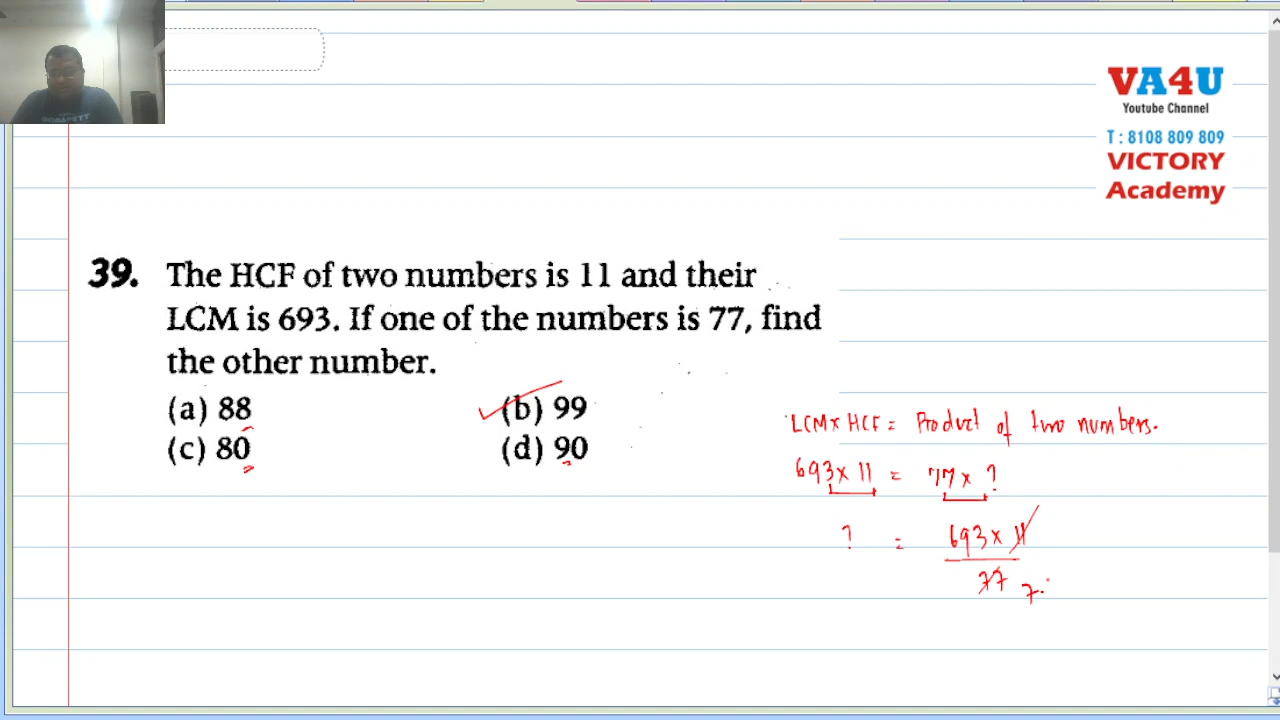 VA4U
Youtube Channel
T : 8108 809 809
VICTORY
Academy
39. The HCF of two numbers is 11 and their
LCM is 693. If one of the numbers is 77, find
the other number.
(a) 88 (b) 99
(c) 80 (d) 90
LCM x HCF = Product of two numbers.
693 x 11 = 77 x ?
? = 693 x 11
77 7